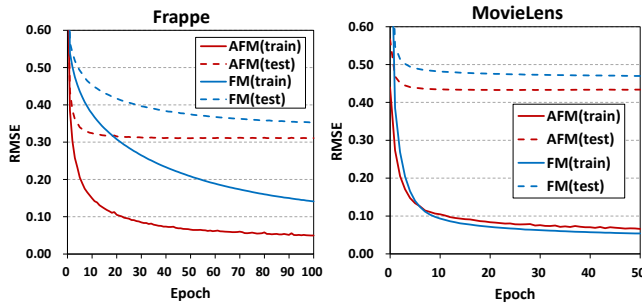 Frappe
0.60
0.50
0.40
0.30
0.20
0.10
0.00
RMSE
AFM(train)
AFM(test)
FM(train)
FM(test)
0 10 20 30 40 50 60 70 80 90 100
Epoch
MovieLens
0.60
0.50
0.40
0.30
0.20
0.10
0.00
RMSE
AFM(train)
AFM(test)
FM(train)
FM(test)
0 10 20 30 40 50
Epoch